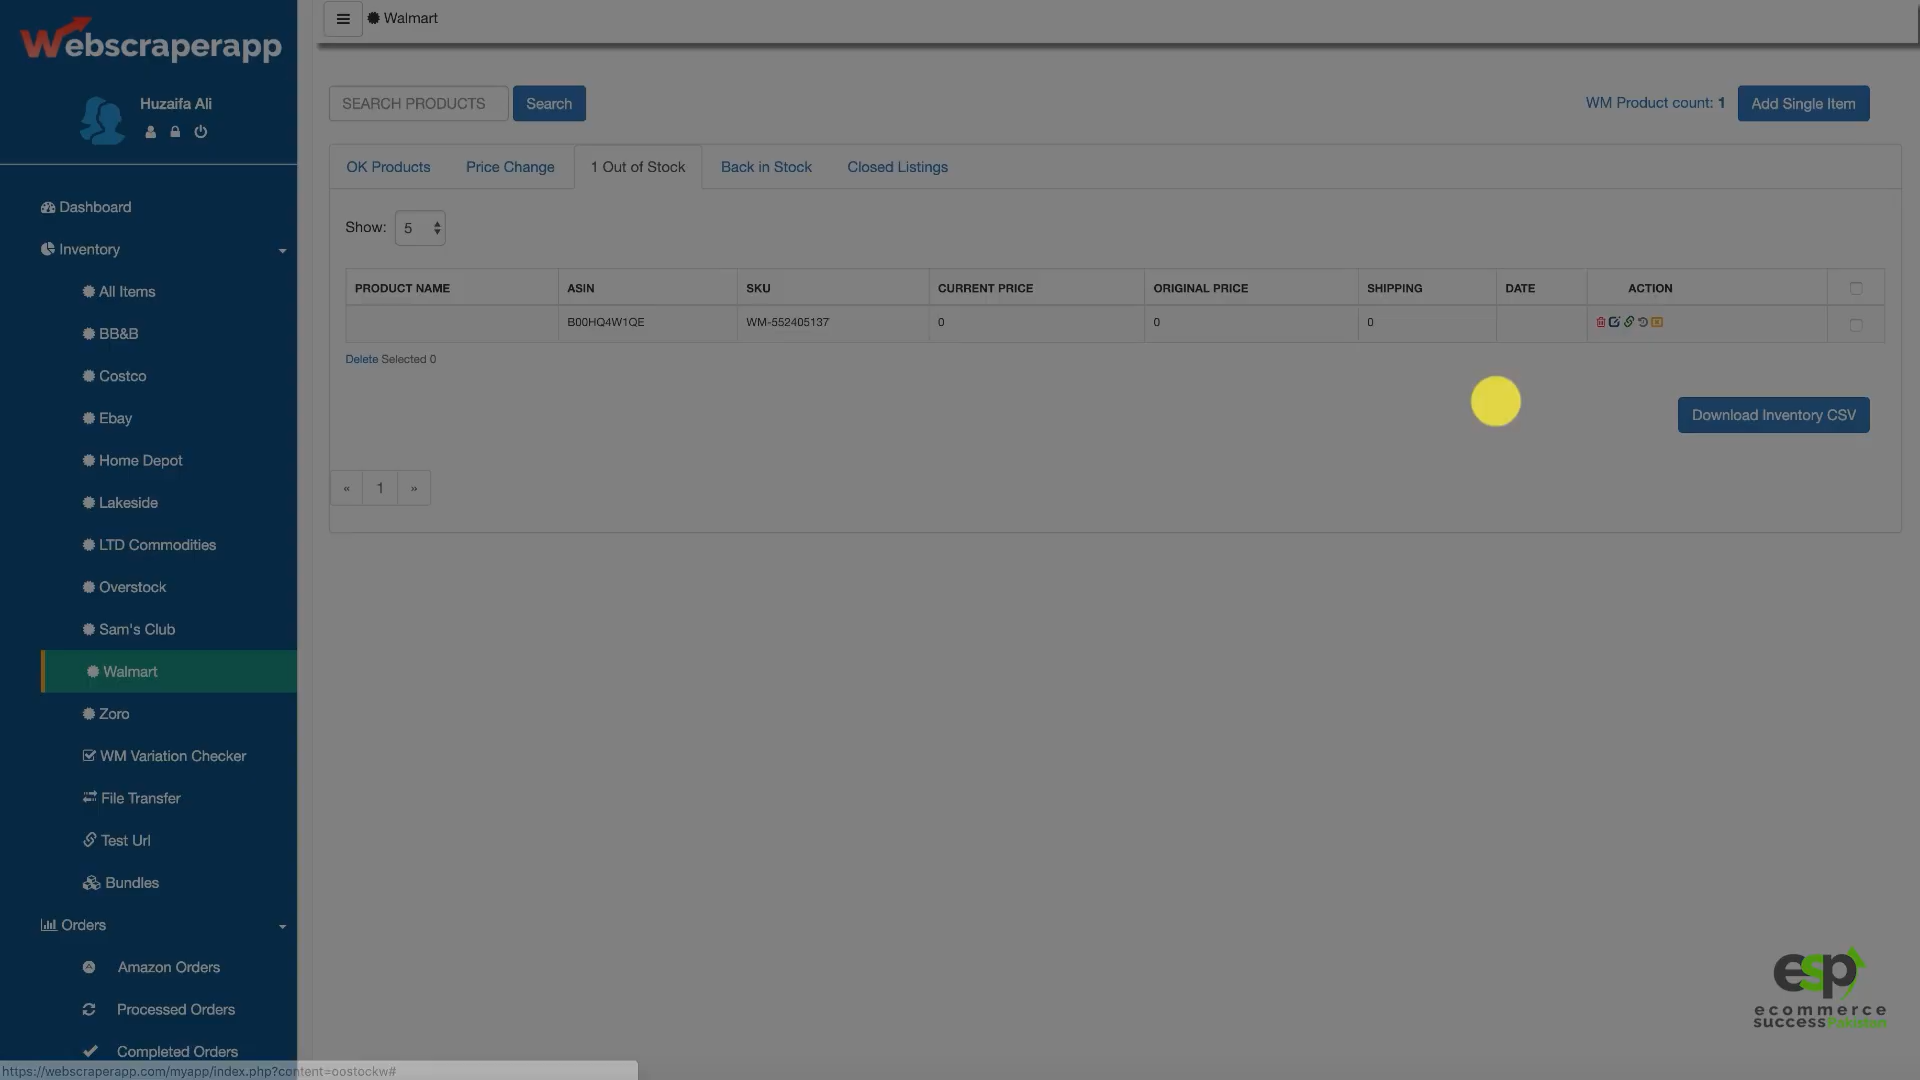 Webscraperapp
Huzaifa Ali
Dashboard
Inventory
All Items
BB&B
Costco
Ebay
Home Depot
Lakeside
LTD Commodities
Overstock
Sam's Club
Walmart
Zoro
WM Variation Checker
File Transfer
Test Url
Bundles
Orders
Amazon Orders
Processed Orders
Completed Orders
https://webscraperapp.com/myapp/index.php?content=oostockw#
Walmart
SEARCH PRODUCTS Search WM Product count: 1 Add Single Item
OK Products Price Change 1 Out of Stock Back in Stock Closed Listings
Show: 5
PRODUCT NAME ASIN SKU CURRENT PRICE ORIGINAL PRICE SHIPPING DATE ACTION
B00HQ4W1QE WM-552405137 0 0 0
Delete Selected 0
Download Inventory CSV
« 1 »
esp
ecommerce
successPakistan